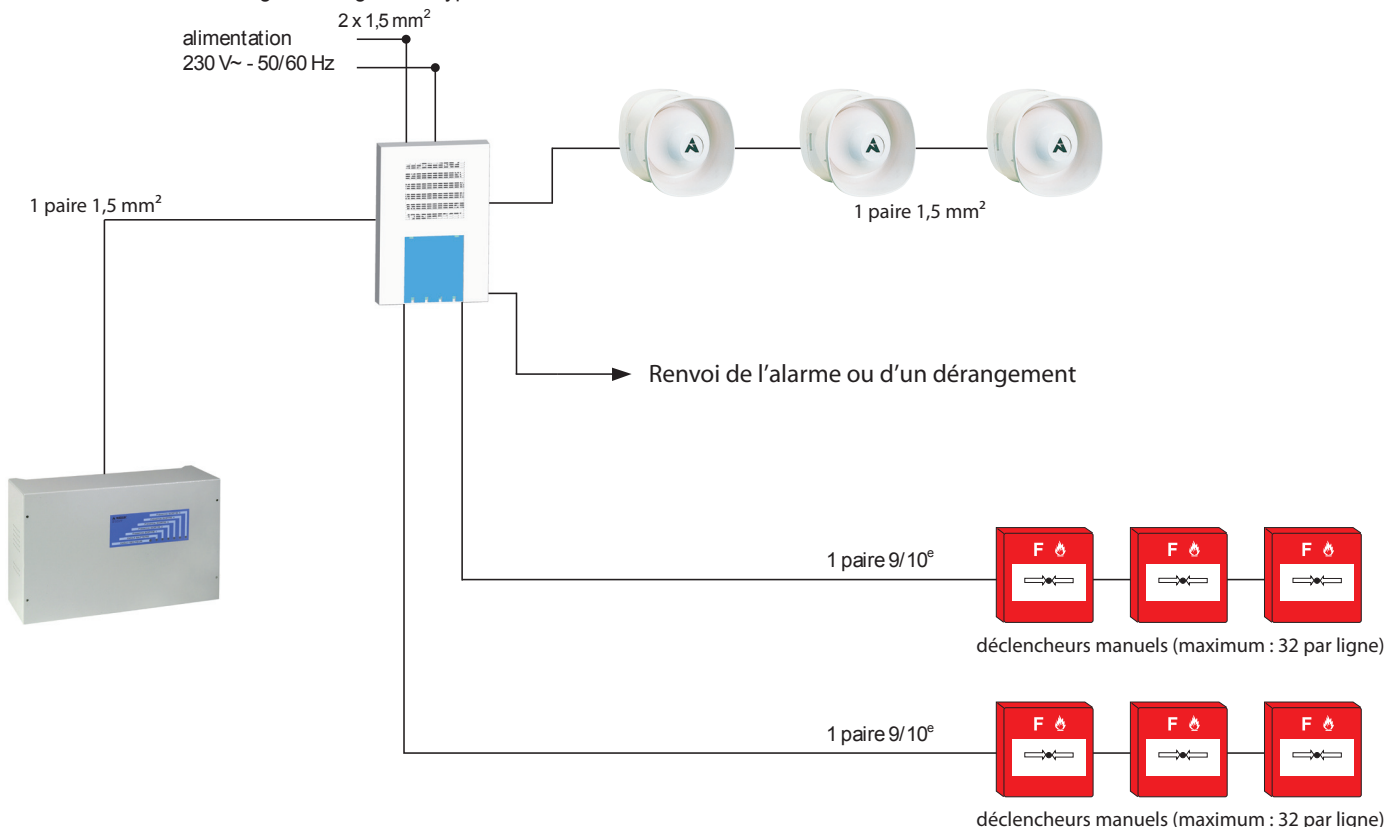 2 x 1,5 mm²
alimentation
230 V~ - 50/60 Hz
1 paire 1,5 mm²
1 paire 1,5 mm²
Renvoi de l’alarme ou d’un dérangement
1 paire 9/10ᵉ
F F F
déclencheurs manuels (maximum : 32 par ligne)
1 paire 9/10ᵉ
F F F
déclencheurs manuels (maximum : 32 par ligne)